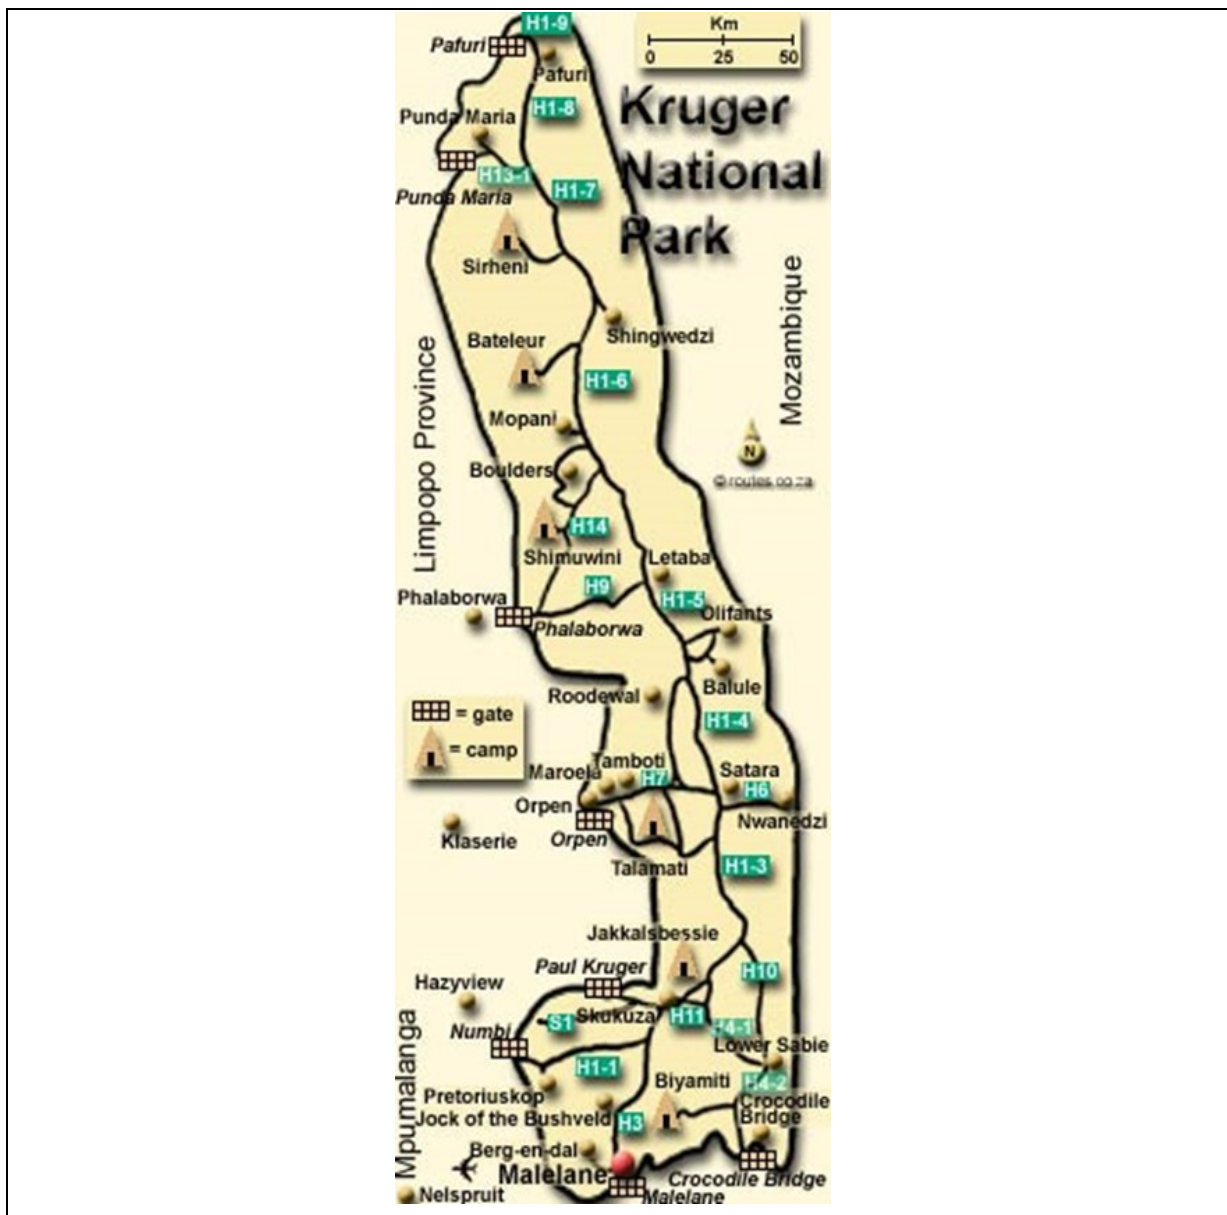 H1-9
Km
0 25 50
Pafuri
Pafuri
H1-8
Kruger
National
Park
Punda Maria
H13-1
Punda Maria
H1-7
Sirheni
Mozambique
Shingwedzi
Bateleur
H1-6
Limpopo Province
Mopani
N
© routes.co.za
Boulders
H14
Shimuwini
Letaba
H9
H1-5
Phalaborwa
Phalaborwa
Olifants
Balule
Roodewal
= gate
= camp
H1-4
Tamboti
Maroela
H7
Satara
H6
Orpen
Orpen
Nwanedzi
Klaserie
Talamati
H1-3
Jakkalsbessie
Paul Kruger
H10
Hazyview
Skukuza
H11
S1
Numbi
H4-1
Lower Sabie
Mpumalanga
H1-1
Biyamiti
H4-2
Pretoriuskop
Crocodile
Bridge
Jock of the Bushveld
H3
Berg-en-dal
Malelane
Crocodile Bridge
Malelane
Nelspruit